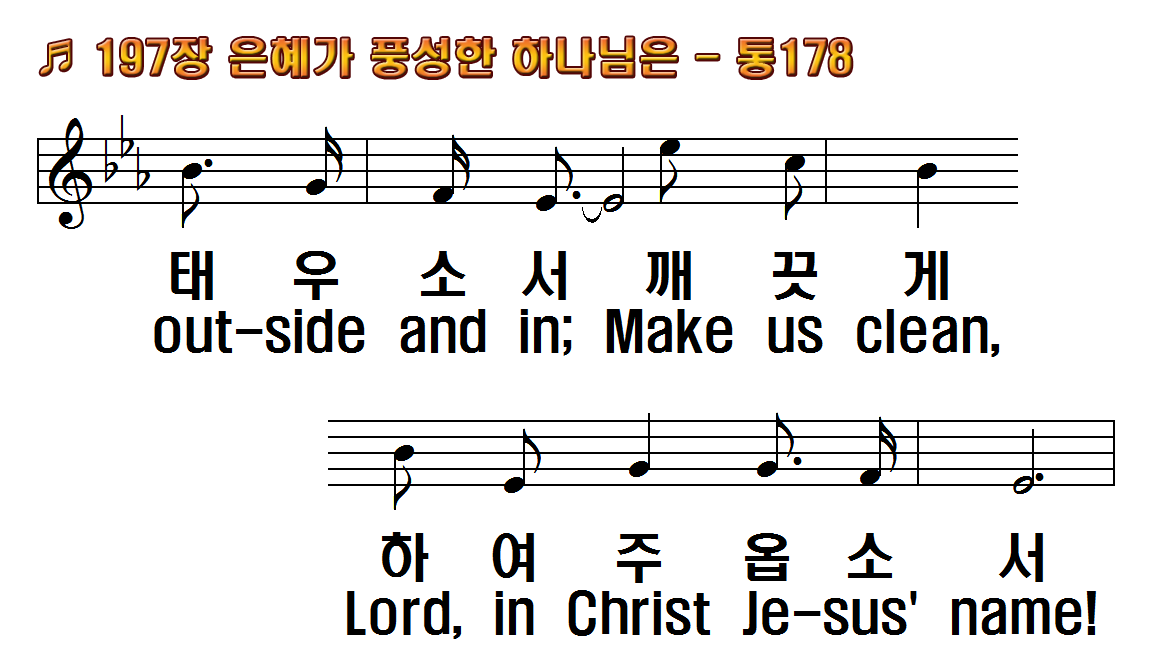 ♬ 197장 은혜가 풍성한 하나님은 - 통178
태 우 소 서 깨 끗 게
out-side and in; Make us clean,
하 여 주 옵 소 서
Lord, in Christ Je-sus' name!